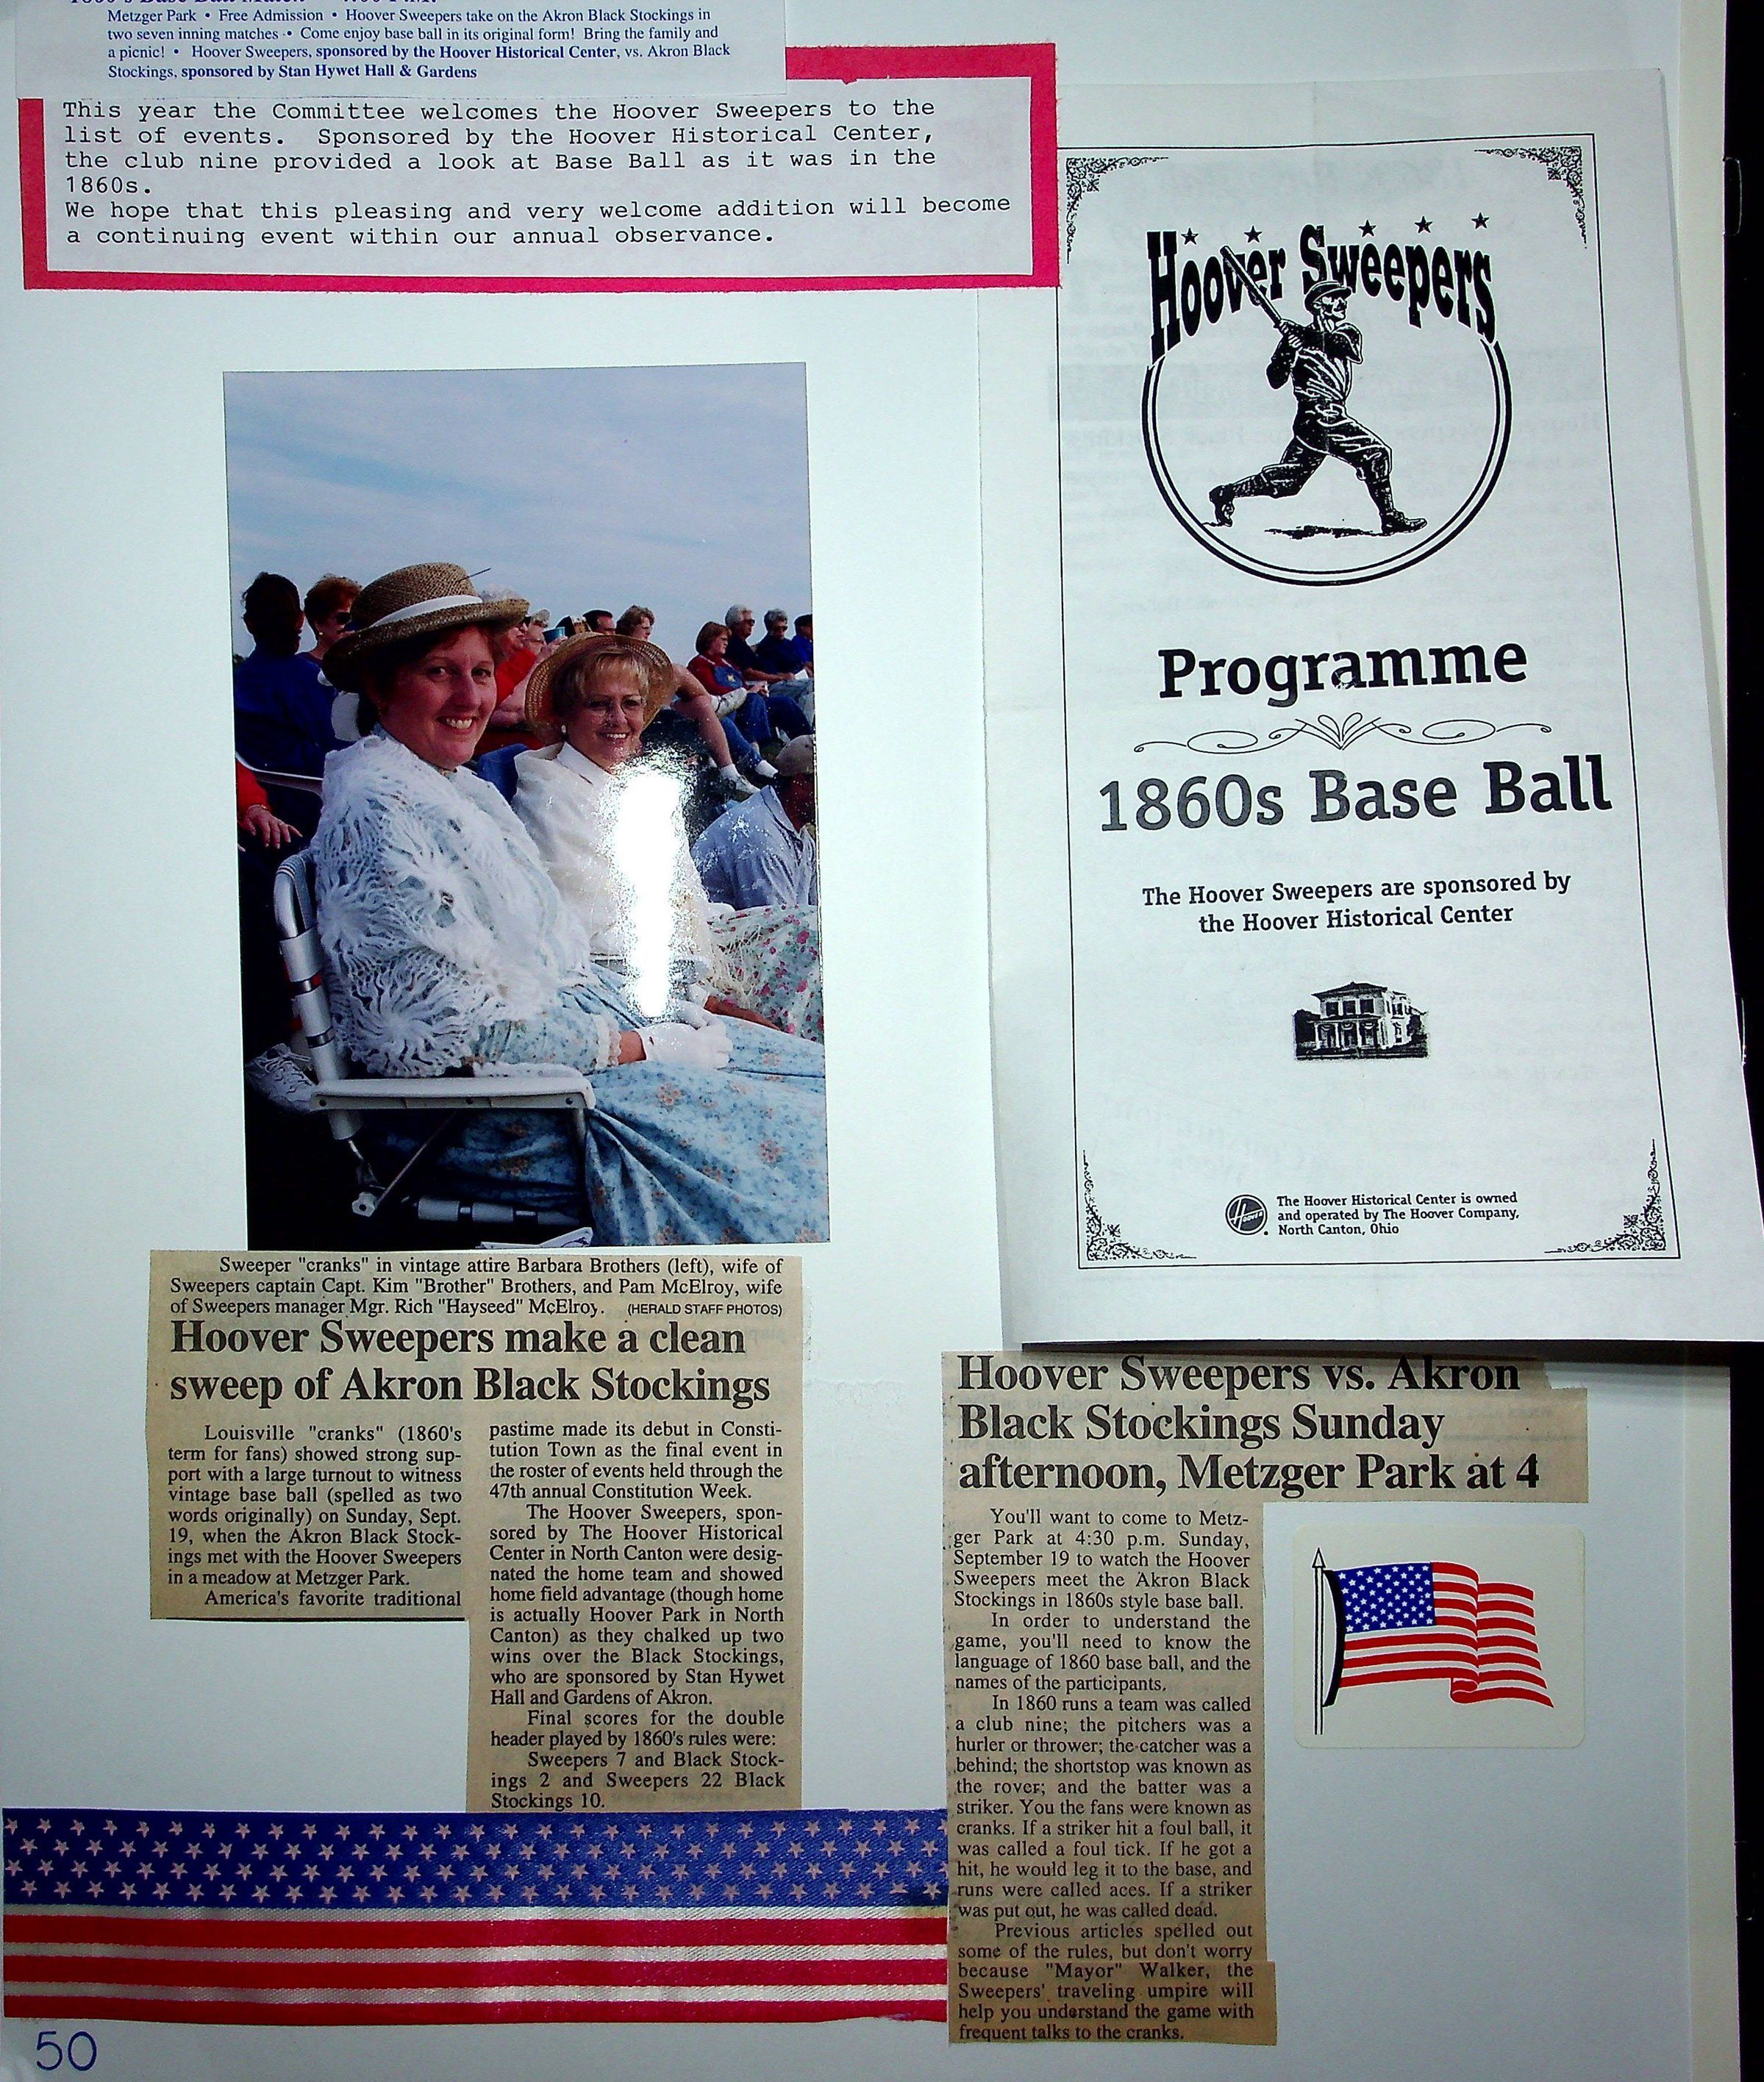 Metzger Park • Free Admission • Hoover Sweepers take on the Akron Black Stockings in
two seven inning matches • Come enjoy base ball in its original form! Bring the family and
a picnic! • Hoover Sweepers, sponsored by the Hoover Historical Center, vs. Akron Black
Stockings, sponsored by Stan Hywet Hall & Gardens
This year the Committee welcomes the Hoover Sweepers to the
list of events. Sponsored by the Hoover Historical Center,
the club nine provided a look at Base Ball as it was in the
1860s.
We hope that this pleasing and very welcome addition will become
a continuing event within our annual observance.
Hoover Sweepers
Programme
1860s Base Ball
The Hoover Sweepers are sponsored by
the Hoover Historical Center
Hoover
The Hoover Historical Center is owned
and operated by The Hoover Company,
North Canton, Ohio
Sweeper "cranks" in vintage attire Barbara Brothers (left), wife of
Sweepers captain Capt. Kim "Brother" Brothers, and Pam McElroy, wife
of Sweepers manager Mgr. Rich "Hayseed" McElroy. (HERALD STAFF PHOTOS)
Hoover Sweepers make a clean
sweep of Akron Black Stockings
Louisville "cranks" (1860's
term for fans) showed strong sup-
port with a large turnout to witness
vintage base ball (spelled as two
words originally) on Sunday, Sept.
19, when the Akron Black Stock-
ings met with the Hoover Sweepers
in a meadow at Metzger Park.
America's favorite traditional
pastime made its debut in Consti-
tution Town as the final event in
the roster of events held through the
47th annual Constitution Week.
The Hoover Sweepers, spon-
sored by The Hoover Historical
Center in North Canton were desig-
nated the home team and showed
home field advantage (though home
is actually Hoover Park in North
Canton) as they chalked up two
wins over the Black Stockings,
who are sponsored by Stan Hywet
Hall and Gardens of Akron.
Final scores for the double
header played by 1860's rules were:
Sweepers 7 and Black Stock-
ings 2 and Sweepers 22 Black
Stockings 10.
Hoover Sweepers vs. Akron
Black Stockings Sunday
afternoon, Metzger Park at 4
You'll want to come to Metz-
ger Park at 4:30 p.m. Sunday,
September 19 to watch the Hoover
Sweepers meet the Akron Black
Stockings in 1860s style base ball.
In order to understand the
game, you'll need to know the
language of 1860 base ball, and the
names of the participants.
In 1860 runs a team was called
a club nine; the pitchers was a
hurler or thrower; the catcher was a
behind; the shortstop was known as
the rover; and the batter was a
striker. You the fans were known as
cranks. If a striker hit a foul ball, it
was called a foul tick. If he got a
hit, he would leg it to the base, and
runs were called aces. If a striker
was put out, he was called dead.
Previous articles spelled out
some of the rules, but don't worry
because "Mayor" Walker, the
Sweepers' traveling umpire will
help you understand the game with
frequent talks to the cranks.
50